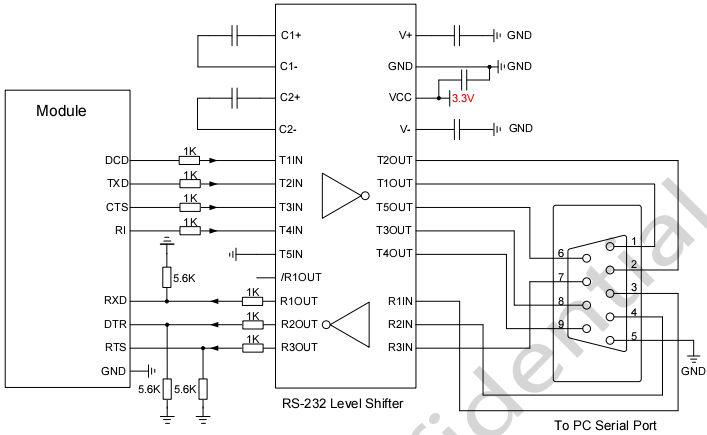 C1+
V+
GND
C1-
GND
GND
C2+
VCC
3.3V
Module
C2-
V-
GND
DCD
1K
T1IN
T2OUT
TXD
1K
T2IN
T1OUT
CTS
1K
T3IN
T5OUT
RI
1K
T4IN
T3OUT
T5IN
T4OUT
/R1OUT
5.6K
RXD
1K
R1OUT
R1IN
DTR
1K
R2OUT
R2IN
RTS
1K
R3OUT
R3IN
GND
5.6K
5.6K
1
6
2
7
3
8
4
9
5
GND
RS-232 Level Shifter
To PC Serial Port
fidential